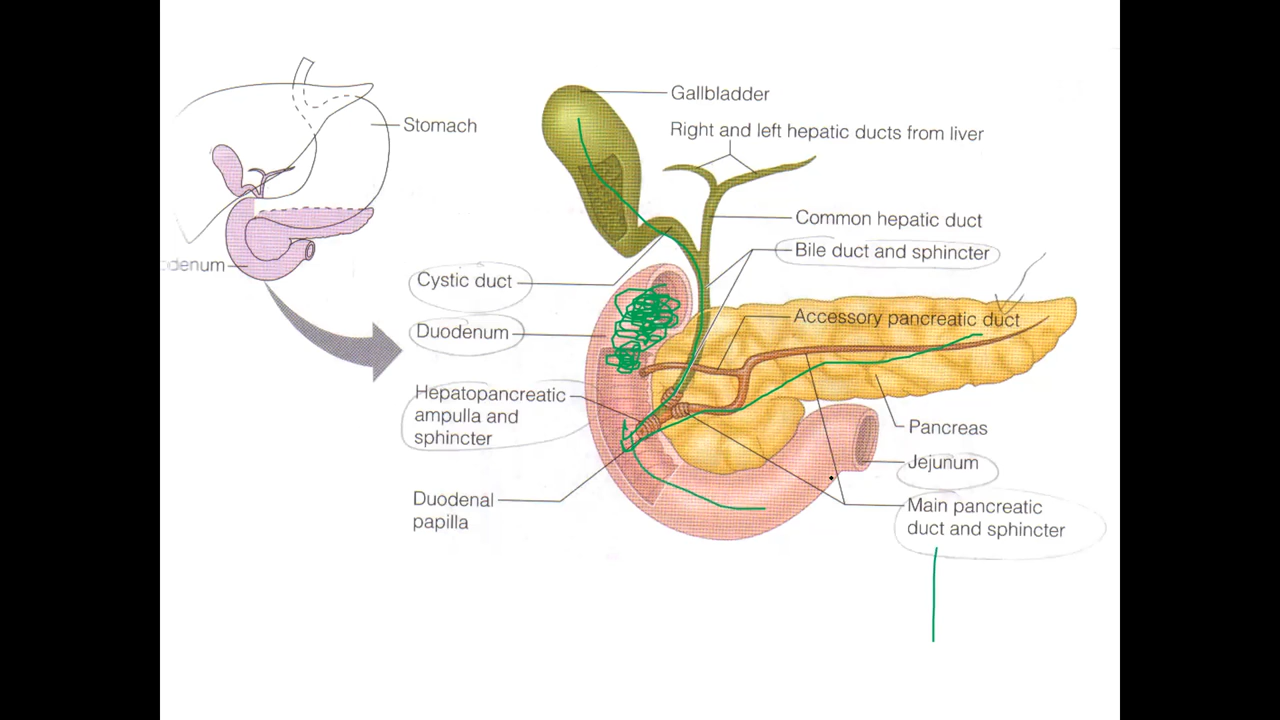 Gallbladder
Right and left hepatic ducts from liver
Stomach
Common hepatic duct
Bile duct and sphincter
Cystic duct
Accessory pancreatic duct
Duodenum
Hepatopancreatic
ampulla and
sphincter
Pancreas
Jejunum
Duodenal
papilla
Main pancreatic
duct and sphincter